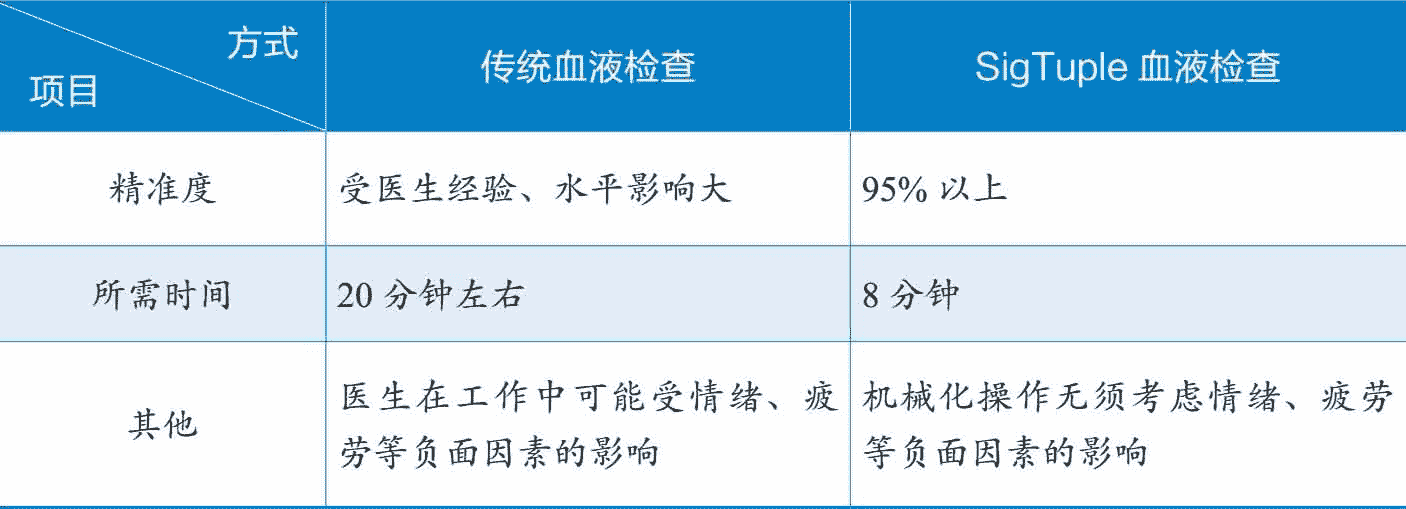 方式
项目
传统血液检查
SigTuple 血液检查
精准度
受医生经验、水平影响大
95% 以上
所需时间
20 分钟左右
8 分钟
其他
医生在工作中可能受情绪、疲
劳等负面因素的影响
机械化操作无须考虑情绪、疲劳
等负面因素的影响